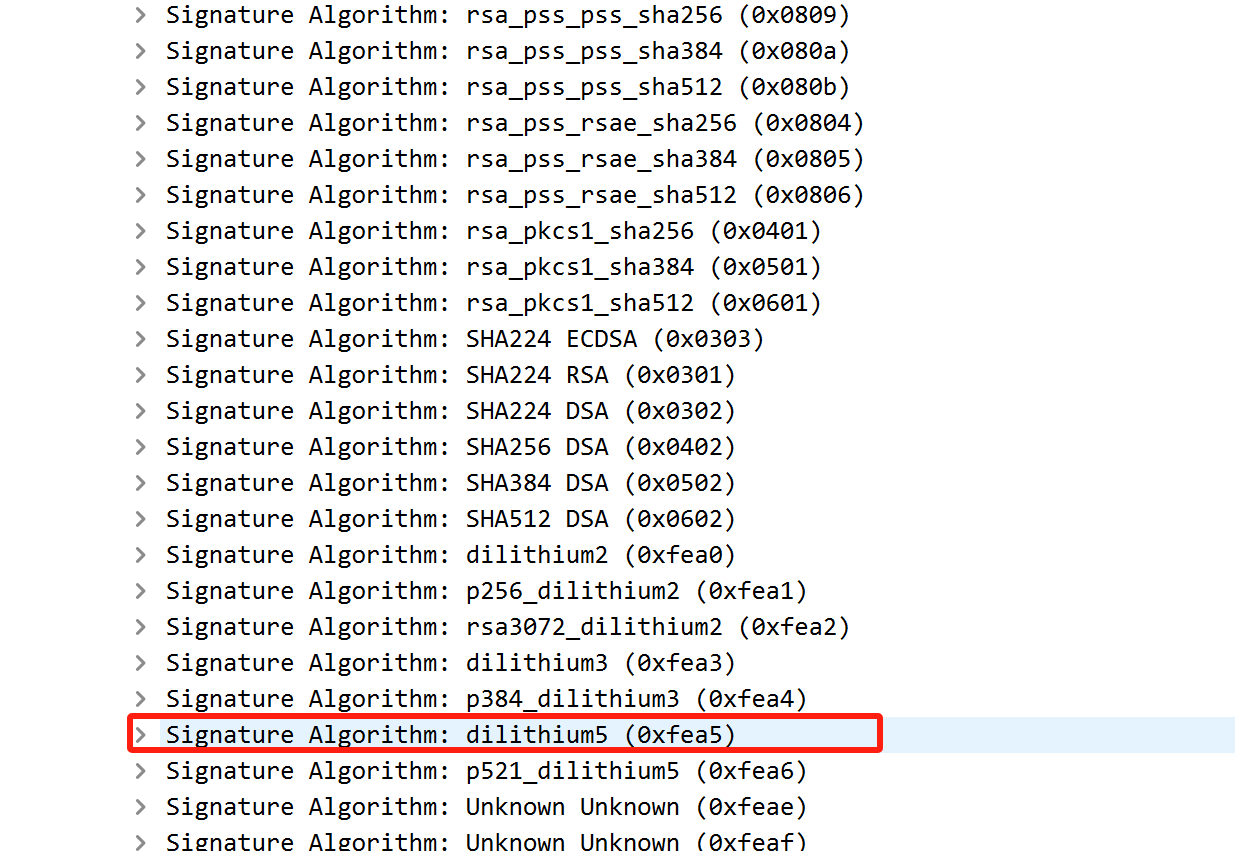 Signature Algorithm: rsa_pss_pss_sha256 (0x0809)
Signature Algorithm: rsa_pss_pss_sha384 (0x080a)
Signature Algorithm: rsa_pss_pss_sha512 (0x080b)
Signature Algorithm: rsa_pss_rsae_sha256 (0x0804)
Signature Algorithm: rsa_pss_rsae_sha384 (0x0805)
Signature Algorithm: rsa_pss_rsae_sha512 (0x0806)
Signature Algorithm: rsa_pkcs1_sha256 (0x0401)
Signature Algorithm: rsa_pkcs1_sha384 (0x0501)
Signature Algorithm: rsa_pkcs1_sha512 (0x0601)
Signature Algorithm: SHA224 ECDSA (0x0303)
Signature Algorithm: SHA224 RSA (0x0301)
Signature Algorithm: SHA224 DSA (0x0302)
Signature Algorithm: SHA256 DSA (0x0402)
Signature Algorithm: SHA384 DSA (0x0502)
Signature Algorithm: SHA512 DSA (0x0602)
Signature Algorithm: dilithium2 (0xfea0)
Signature Algorithm: p256_dilithium2 (0xfea1)
Signature Algorithm: rsa3072_dilithium2 (0xfea2)
Signature Algorithm: dilithium3 (0xfea3)
Signature Algorithm: p384_dilithium3 (0xfea4)
Signature Algorithm: dilithium5 (0xfea5)
Signature Algorithm: p521_dilithium5 (0xfea6)
Signature Algorithm: Unknown Unknown (0xfeae)
Signature Algorithm: Unknown Unknown (0xfeaf)